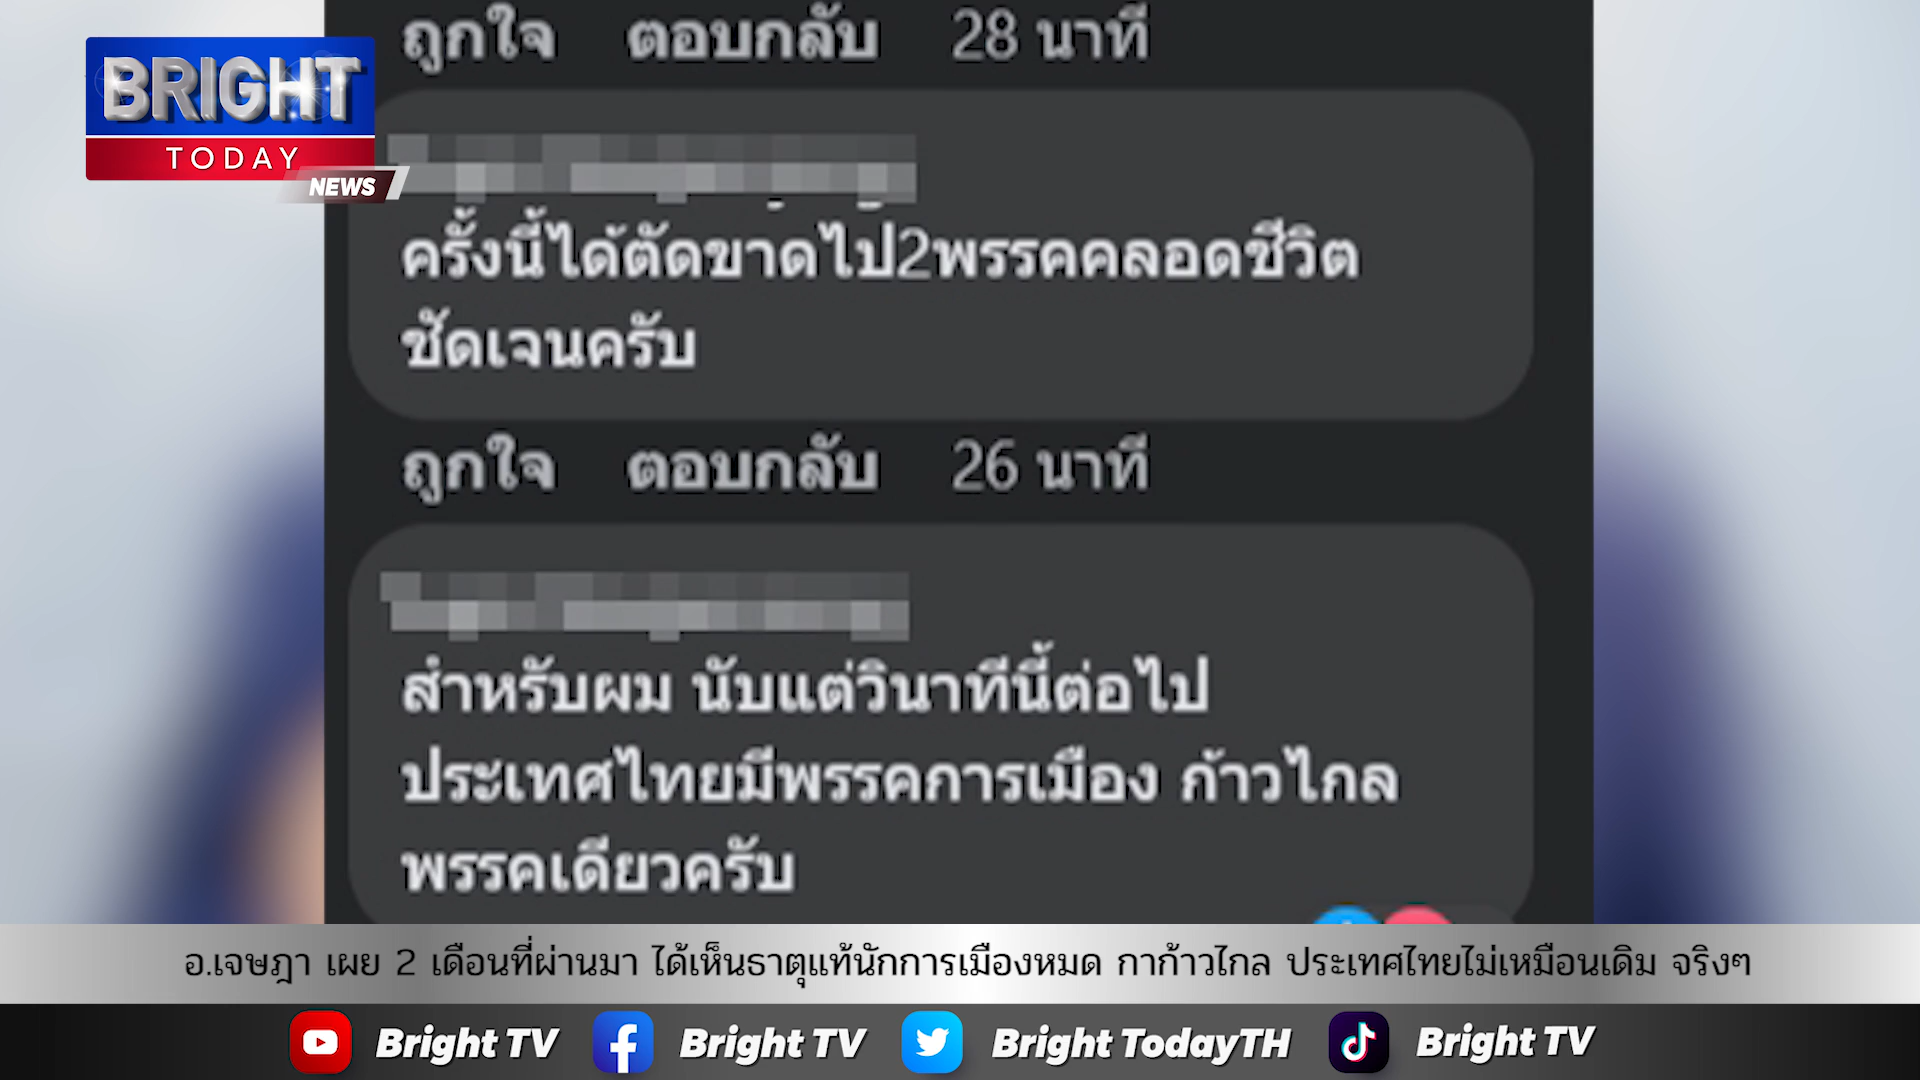 ถูกใจ ตอบกลับ 28 นาที
BRIGHT
TODAY
NEWS
ครั้งนี้ได้ตัดขาดไป2พรรคคลอดชีวิต
ชัดเจนครับ
ถูกใจ ตอบกลับ 26 นาที
สำหรับผม นับแต่วินาทีนี้ต่อไป
ประเทศไทยมีพรรคการเมือง ก้าวไกล
พรรคเดียวครับ
อ.เจษฎา เผย 2 เดือนที่ผ่านมา ได้เห็นธาตุแท้นักการเมืองหมด กาก้าวไกล ประเทศไทยไม่เหมือนเดิม จริงๆ
Bright TV Bright TV Bright TodayTH Bright TV